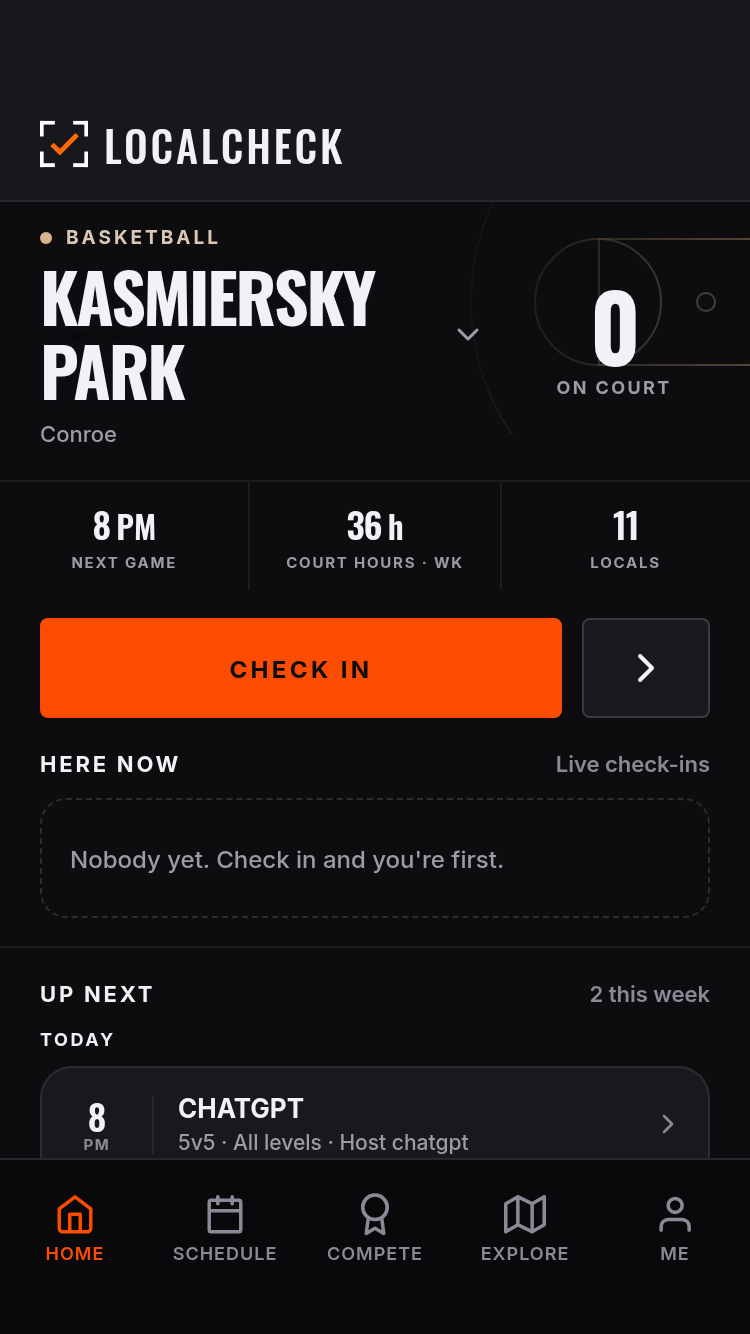 LOCALCHECK
BASKETBALL
KASMIERSKY
PARK
Conroe
0
ON COURT
8 PM
NEXT GAME
36 h
COURT HOURS · WK
11
LOCALS
CHECK IN
HERE NOW
Live check-ins
Nobody yet. Check in and you're first.
UP NEXT
2 this week
TODAY
8
PM
CHATGPT
5v5 · All levels · Host chatgpt
HOME
SCHEDULE
COMPETE
EXPLORE
ME